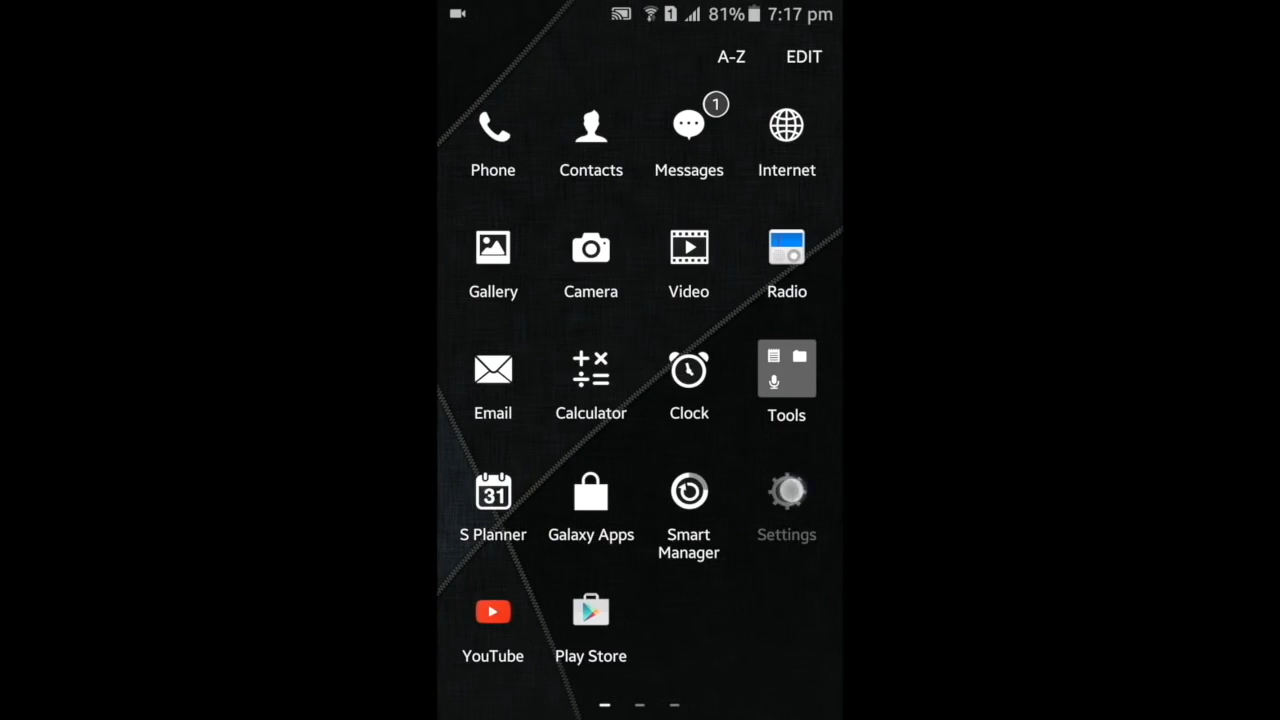 1 81% 7:17 pm
A-Z EDIT
1
Phone Contacts Messages Internet
Gallery Camera Video Radio
Email Calculator Clock Tools
31
S Planner Galaxy Apps Smart Manager Settings
YouTube Play Store